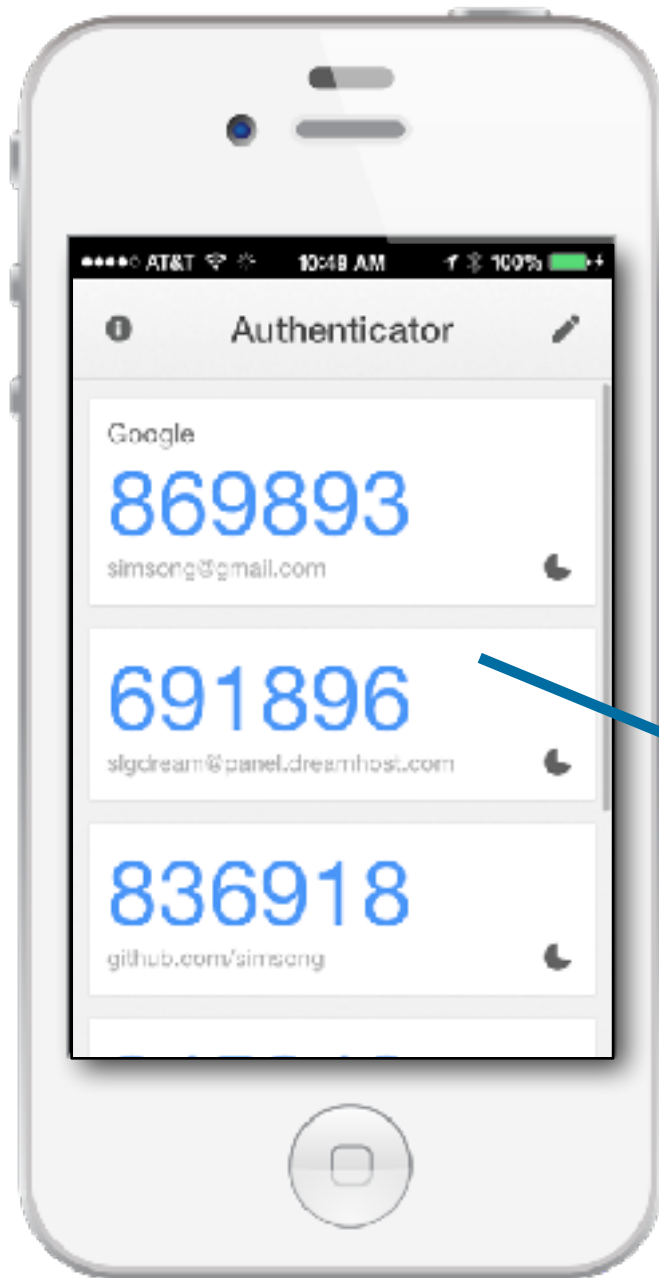 AT&T 10:49 AM 100%
Authenticator
Google
869893
simsong@gmail.com
691896
slgdream@panel.dreamhost.com
836918
github.com/simsong